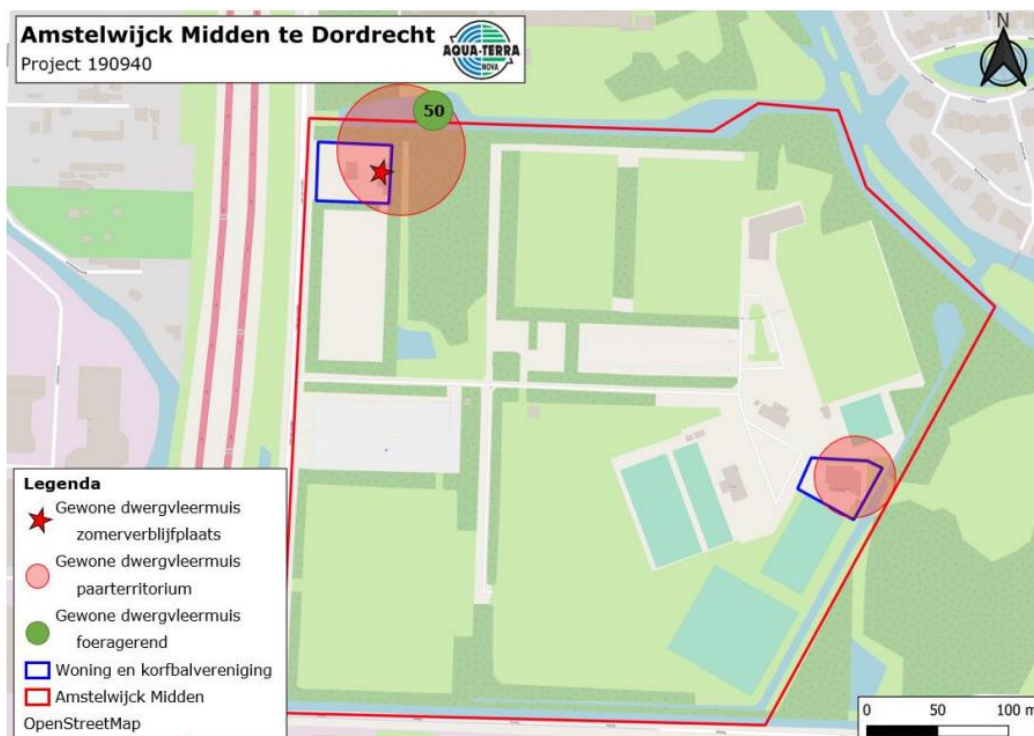 Amstelwijck Midden te Dordrecht
Project 190940
AQUA-TERRA
NOVA
N
50
Legenda
Gewone dwergvleermuis
zomerverblijfplaats
Gewone dwergvleermuis
paarterritorium
Gewone dwergvleermuis
foeragerend
Woning en korfbalvereniging
Amstelwijck Midden
OpenStreetMap
0 50 100 m